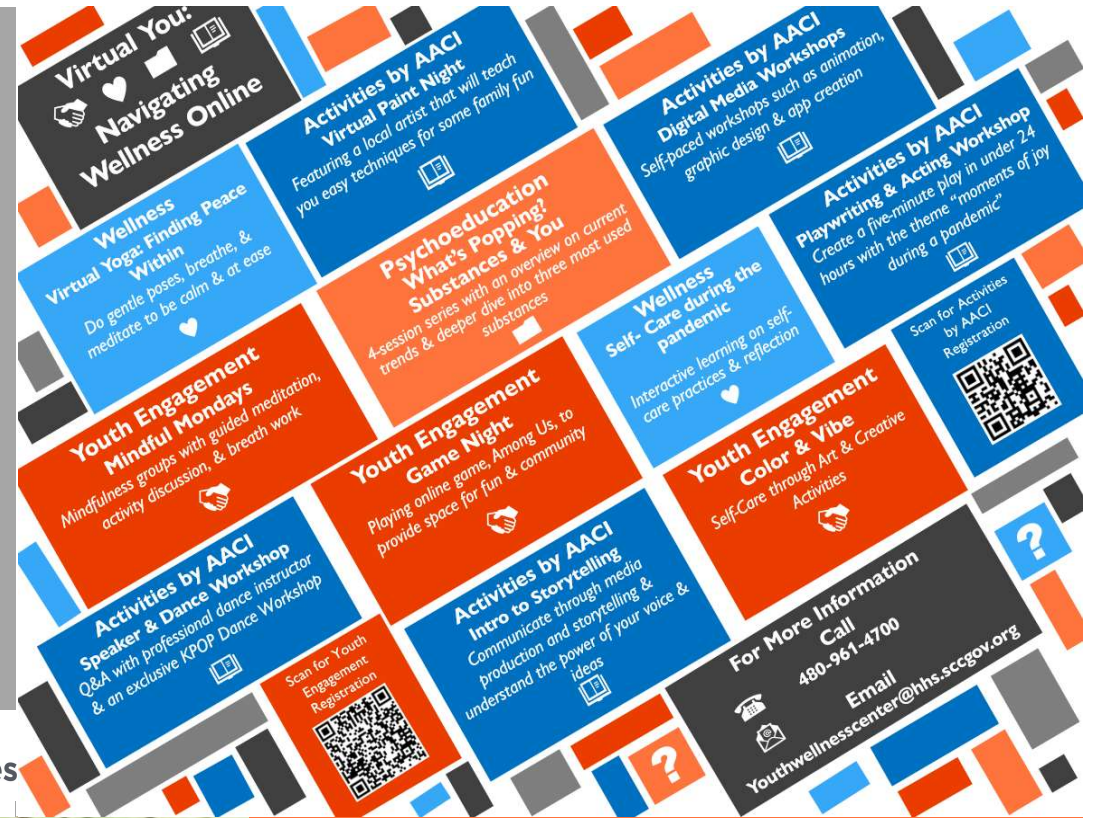 Virtual You:
Navigating
Wellness Online
Activities by AACI
Virtual Paint Night
Featuring a local artist that will teach
you easy techniques for some family fun
Activities by AACI
Digital Media Workshops
Self-paced workshops such as animation,
graphic design & app creation
Wellness
Virtual Yoga: Finding Peace
Within
Do gentle poses, breathe, &
meditate to be calm & at ease
Psychoeducation
What's Popping?
Substances & You
4-session series with an overview on current
trends & deeper dive into three most used
substances
Activities by AACI
Playwriting & Acting Workshop
Create a five-minute play in under 24
hours with the theme "moments of joy
during a pandemic"
Wellness
Self- Care during the
pandemic
Interactive learning on self-
care practices & reflection
Scan for Activities
by AACI
Registration
Youth Engagement
Mindful Mondays
Mindfulness groups with guided meditation,
activity discussion, & breath work
Youth Engagement
Game Night
Playing online game, Among Us, to
provide space for fun & community
Youth Engagement
Color & Vibe
Self-Care through Art & Creative
Activities
Activities by AACI
Speaker & Dance Workshop
Q&A with professional dance instructor
& an exclusive KPOP Dance Workshop
Scan for Youth
Engagement
Registration
Activities by AACI
Intro to Storytelling
Communicate through media
production and storytelling &
understand the power of your voice &
ideas
For More Information
Call
480-961-4700
Email
Youthwellnesscenter@hhs.sccgov.org
?
?
es